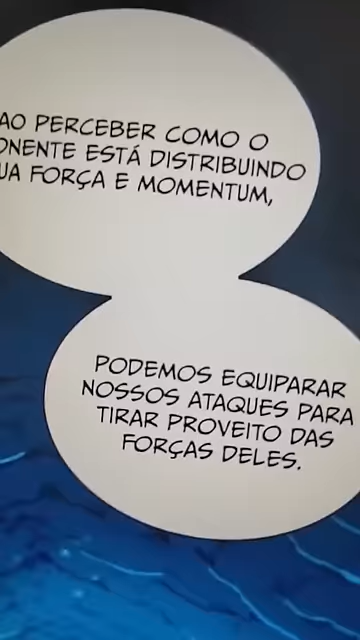 AO PERCEBER COMO O
ONENTE ESTÁ DISTRIBUINDO
UA FORÇA E MOMENTUM,
PODEMOS EQUIPARAR
NOSSOS ATAQUES PARA
TIRAR PROVEITO DAS
FORÇAS DELES.